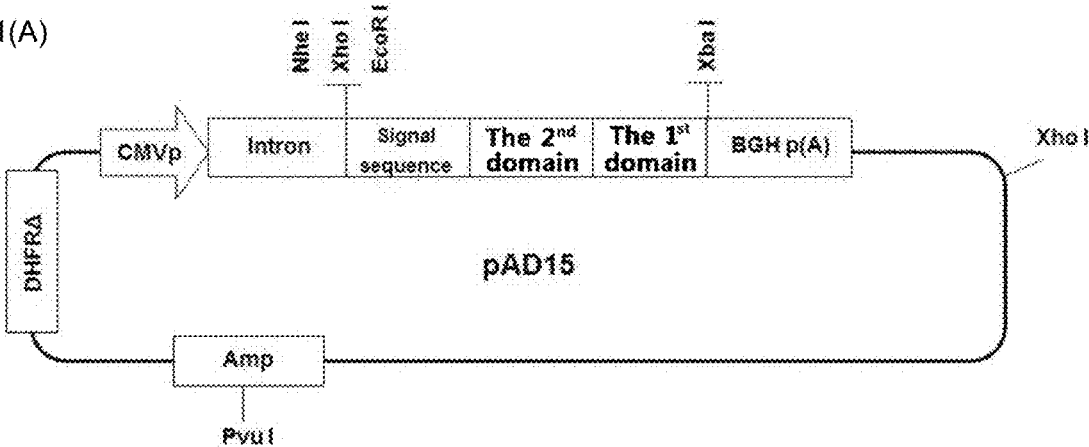 1(A)
Nhe I
Xho I
EcoR I
Xba I
CMVp
Intron
Signal
sequence
The 2nd
domain
The 1st
domain
BGH p(A)
Xho I
DHFRΔ
pAD15
Amp
Pvu I